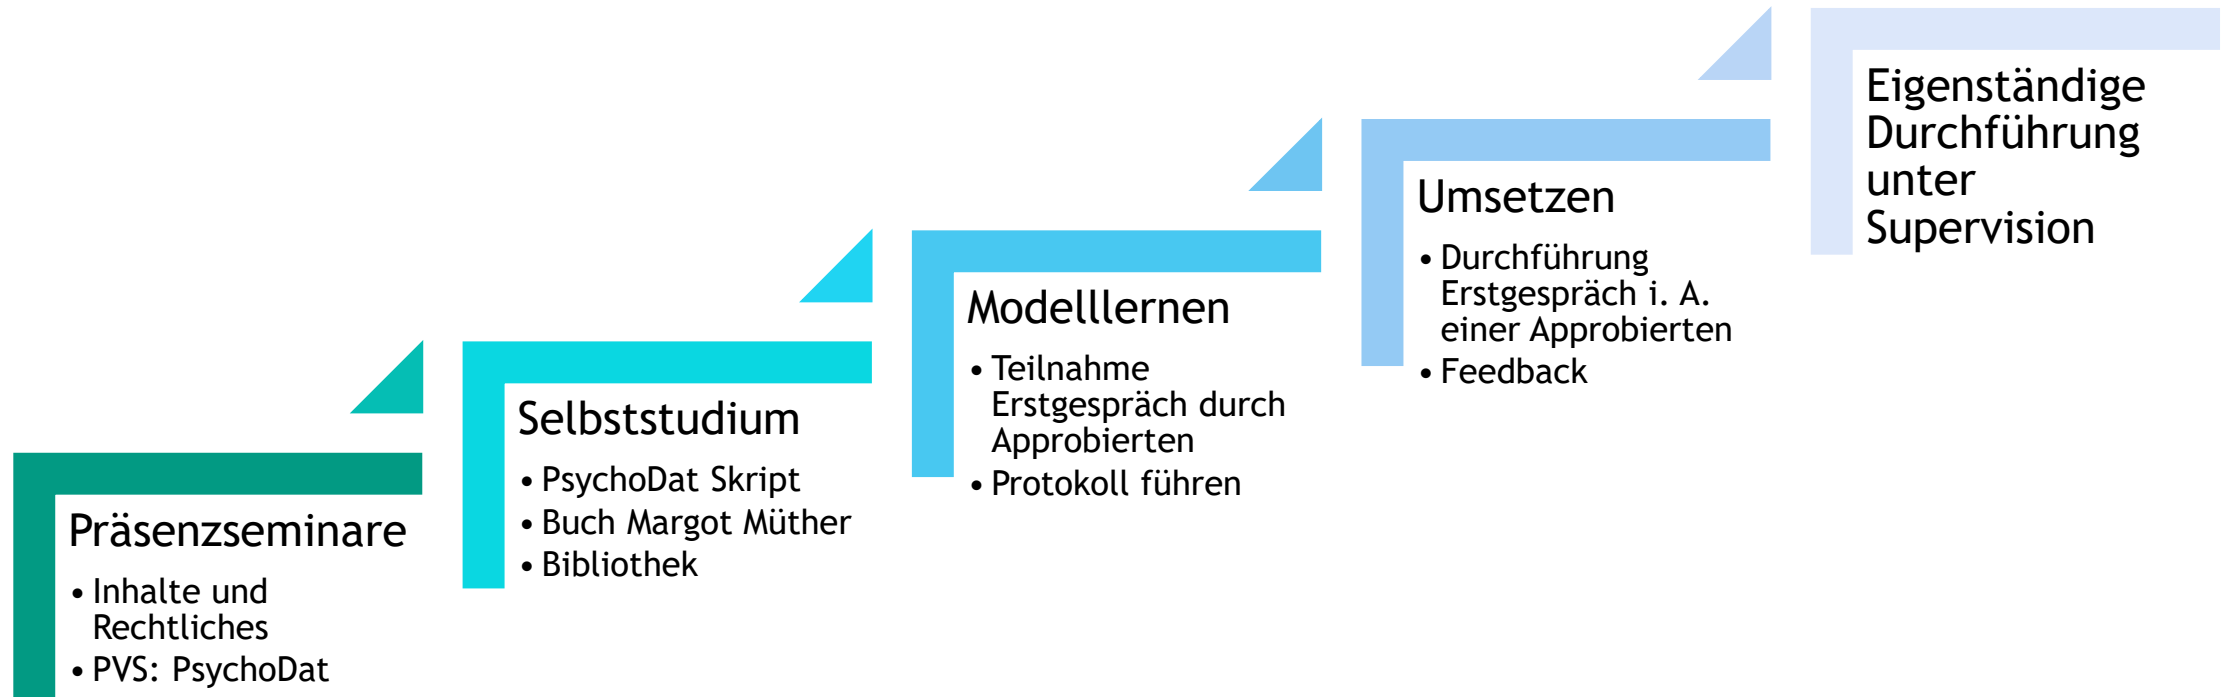 Präsenzseminare
• Inhalte und
Rechtliches
• PVS: PsychoDat
Selbststudium
• PsychoDat Skript
• Buch Margot Müther
• Bibliothek
Modelllernen
• Teilnahme
Erstgespräch durch
Approbierten
• Protokoll führen
Umsetzen
• Durchführung
Erstgespräch i. A.
einer Approbierten
• Feedback
Eigenständige
Durchführung
unter
Supervision